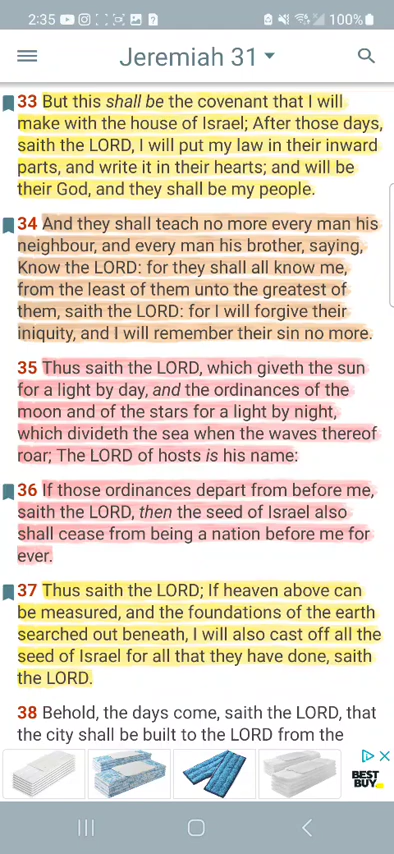 2:35 100%
Jeremiah 31
33 But this shall be the covenant that I will
make with the house of Israel; After those days,
saith the LORD, I will put my law in their inward
parts, and write it in their hearts; and will be
their God, and they shall be my people.
34 And they shall teach no more every man his
neighbour, and every man his brother, saying,
Know the LORD: for they shall all know me,
from the least of them unto the greatest of
them, saith the LORD: for I will forgive their
iniquity, and I will remember their sin no more.
35 Thus saith the LORD, which giveth the sun
for a light by day, and the ordinances of the
moon and of the stars for a light by night,
which divideth the sea when the waves thereof
roar; The LORD of hosts is his name:
36 If those ordinances depart from before me,
saith the LORD, then the seed of Israel also
shall cease from being a nation before me for
ever.
37 Thus saith the LORD; If heaven above can
be measured, and the foundations of the earth
searched out beneath, I will also cast off all the
seed of Israel for all that they have done, saith
the LORD.
38 Behold, the days come, saith the LORD, that
the city shall be built to the LORD from the
BEST
BUY